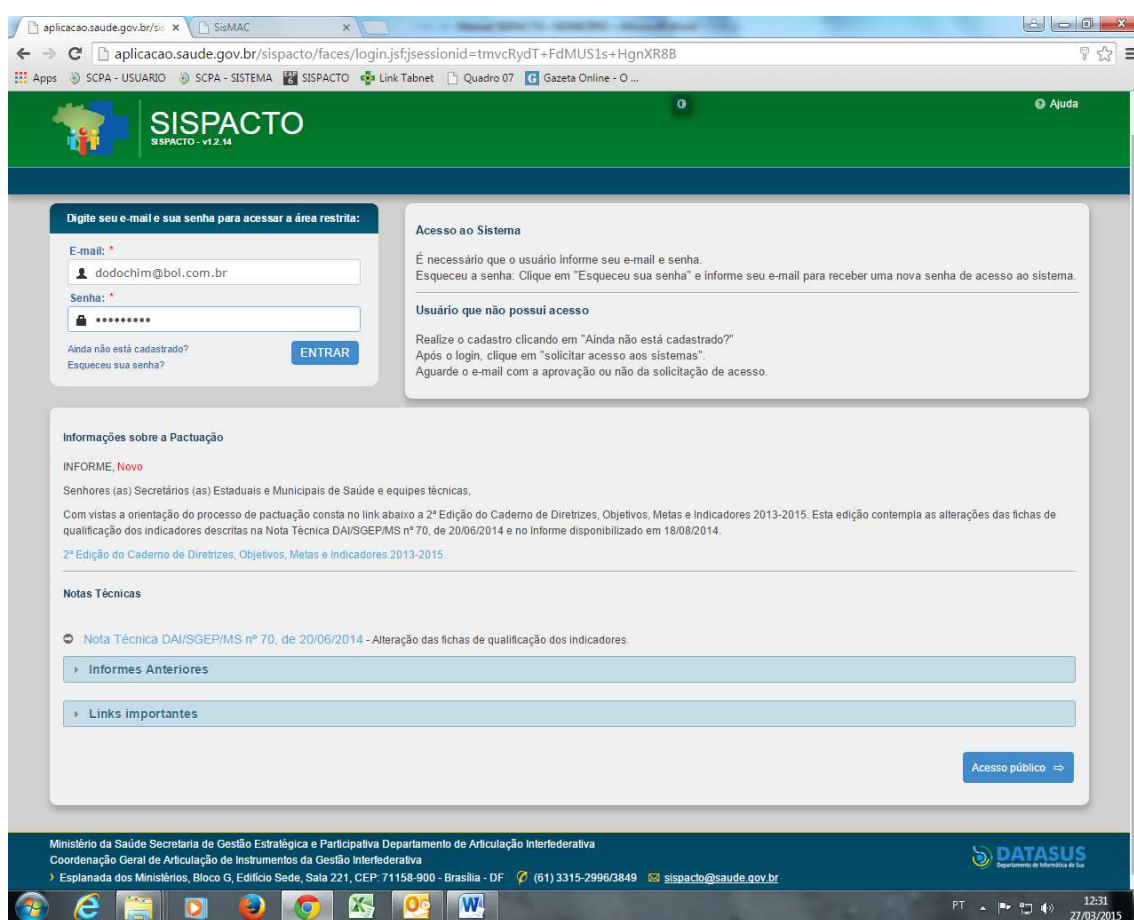 aplicacao.saude.gov.br/sis
SisMAC
aplicacao.saude.gov.br/sispacto/faces/login.jsf;jsessionid=tmvcRydT+FdMUS1s+HgnXR8B
Apps SCPA - USUARIO SCPA - SISTEMA SISPACTO Link Tabnet Quadro 07 Gazeta Online - O ...
SISPACTO
SISPACTO - v1.2.14
Ajuda
Digite seu e-mail e sua senha para acessar a área restrita:
E-mail: *
dodochim@bol.com.br
Senha: *
•••••••••
Ainda não está cadastrado?
Esqueceu sua senha?
ENTRAR
Acesso ao Sistema
É necessário que o usuário informe seu e-mail e senha.
Esqueceu a senha: Clique em "Esqueceu sua senha" e informe seu e-mail para receber uma nova senha de acesso ao sistema.
Usuário que não possui acesso
Realize o cadastro clicando em "Ainda não está cadastrado?"
Após o login, clique em "solicitar acesso aos sistemas".
Aguarde o e-mail com a aprovação ou não da solicitação de acesso.
Informações sobre a Pactuação
INFORME, Novo
Senhores (as) Secretários (as) Estaduais e Municipais de Saúde e equipes técnicas,
Com vistas a orientação do processo de pactuação consta no link abaixo a 2ª Edição do Caderno de Diretrizes, Objetivos, Metas e Indicadores 2013-2015. Esta edição contempla as alterações das fichas de
qualificação dos indicadores descritas na Nota Técnica DAI/SGEP/MS nº 70, de 20/06/2014 e no Informe disponibilizado em 18/08/2014.
2ª Edição do Caderno de Diretrizes, Objetivos, Metas e Indicadores 2013-2015.
Notas Técnicas
Nota Técnica DAI/SGEP/MS nº 70, de 20/06/2014 - Alteração das fichas de qualificação dos indicadores.
Informes Anteriores
Links importantes
Acesso público ⇨
Ministério da Saúde Secretaria de Gestão Estratégica e Participativa Departamento de Articulação Interfederativa
Coordenação Geral de Articulação de Instrumentos da Gestão Interfederativa
Esplanada dos Ministérios, Bloco G, Edifício Sede, Sala 221, CEP: 71158-900 - Brasília - DF (61) 3315-2996/3849 sispacto@saude.gov.br
DATASUS
Departamento de Informática do Sus
PT
12:31
27/03/2015